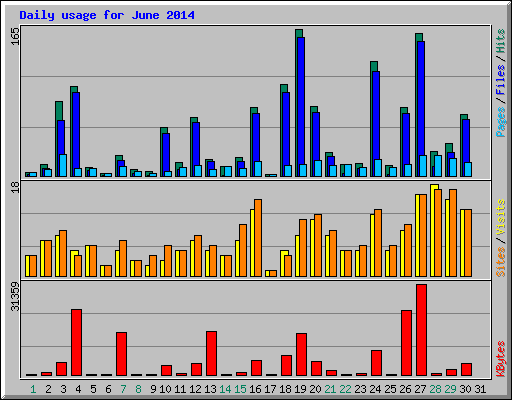 Daily usage for June 2014
165
Pages / Files / Hits
18
Sites / Visits
31359
KBytes
1 2 3 4 5 6 7 8 9 10 11 12 13 14 15 16 17 18 19 20 21 22 23 24 25 26 27 28 29 30 31